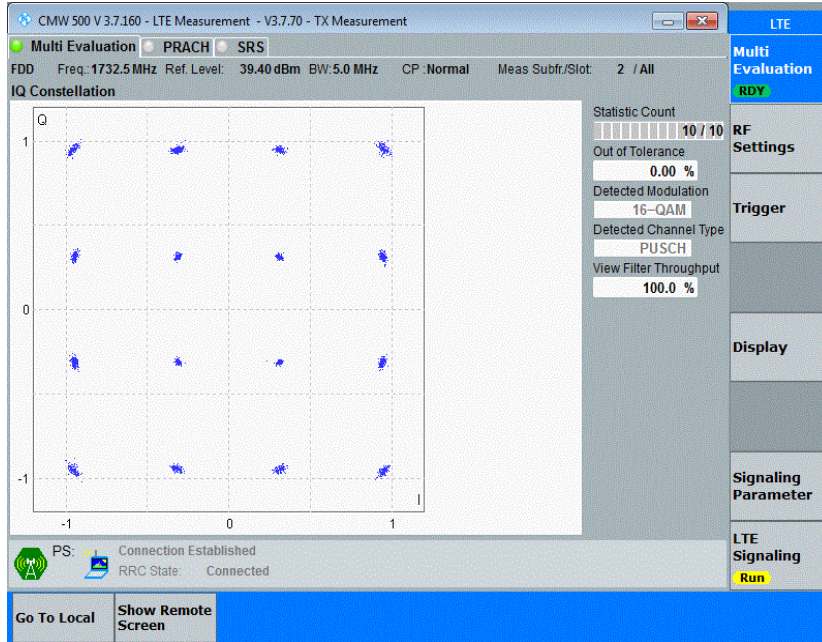 CMW 500 V 3.7.160 - LTE Measurement - V3.7.70 - TX Measurement
LTE
Multi Evaluation PRACH SRS
FDD Freq.:1732.5 MHz Ref. Level: 39.40 dBm BW:5.0 MHz CP :Normal Meas Subfr./Slot: 2 / All
IQ Constellation
Q
1
0
-1
I
-1 0 1
Statistic Count
10 / 10
Out of Tolerance
0.00 %
Detected Modulation
16-QAM
Detected Channel Type
PUSCH
View Filter Throughput
100.0 %
Multi
Evaluation
RDY
RF
Settings
Trigger
Display
Signaling
Parameter
LTE
Signaling
Run
PS: Connection Established
RRC State: Connected
Go To Local
Show Remote
Screen